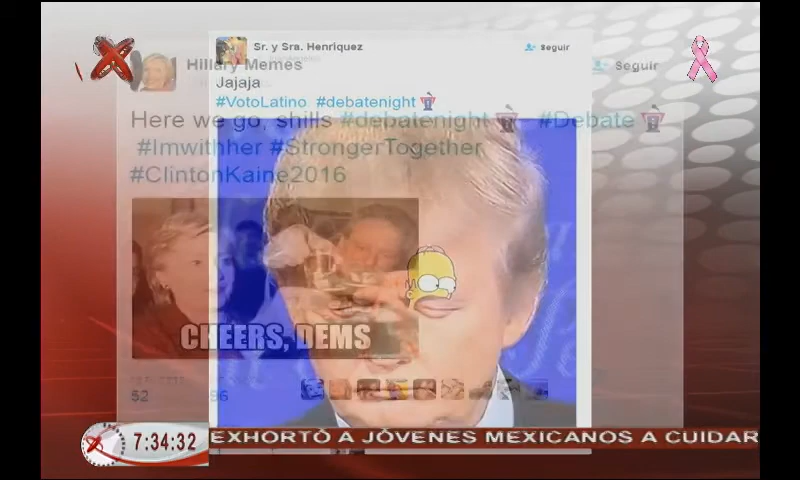 Sr. y Sra. Henriquez
Seguir
Jajaja
#VotoLatino #debatenight
Hillary Memes
Seguir
Here we go, shills #debatenight #Debate
#Imwithher #StrongerTogether
#ClintonKaine2016
CHEERS, DEMS
52
96
7:34:32
EXHORTÓ A JÓVENES MEXICANOS A CUIDAR